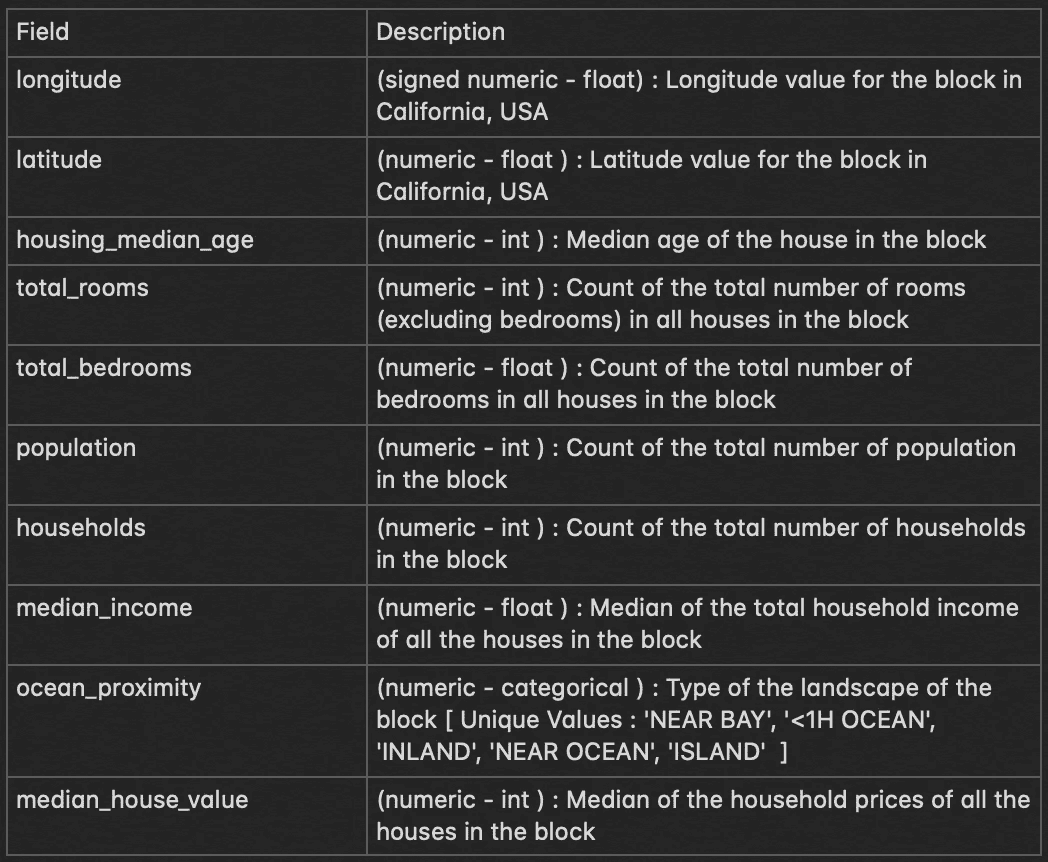 Field
Description
longitude
(signed numeric - float) : Longitude value for the block in
California, USA
latitude
(numeric - float ) : Latitude value for the block in
California, USA
housing_median_age
(numeric - int ) : Median age of the house in the block
total_rooms
(numeric - int ) : Count of the total number of rooms
(excluding bedrooms) in all houses in the block
total_bedrooms
(numeric - float ) : Count of the total number of
bedrooms in all houses in the block
population
(numeric - int ) : Count of the total number of population
in the block
households
(numeric - int ) : Count of the total number of households
in the block
median_income
(numeric - float ) : Median of the total household income
of all the houses in the block
ocean_proximity
(numeric - categorical ) : Type of the landscape of the
block [ Unique Values : 'NEAR BAY', '<1H OCEAN',
'INLAND', 'NEAR OCEAN', 'ISLAND'  ]
median_house_value
(numeric - int ) : Median of the household prices of all the
houses in the block